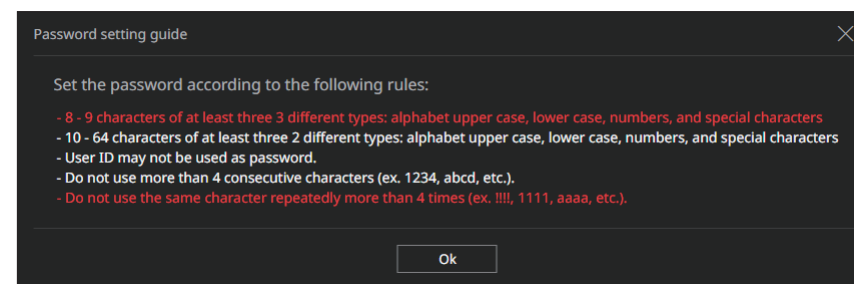 Password setting guide
Set the password according to the following rules:
- 8 - 9 characters of at least three 3 different types: alphabet upper case, lower case, numbers, and special characters
- 10 - 64 characters of at least three 2 different types: alphabet upper case, lower case, numbers, and special characters
- User ID may not be used as password.
- Do not use more than 4 consecutive characters (ex. 1234, abcd, etc.).
- Do not use the same character repeatedly more than 4 times (ex. !!!!, 1111, aaaa, etc.).
Ok